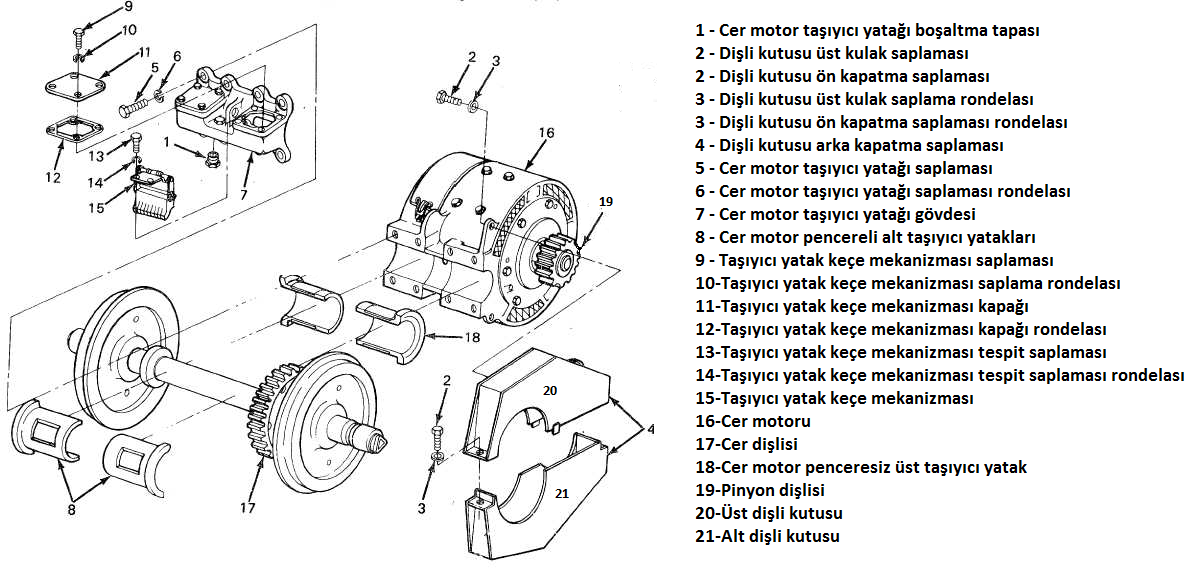 9
10
11
5
6
2
3
16
1
13
12
14
15
7
19
18
2
20
4
21
8
17
3
1 - Cer motor taşıyıcı yatağı boşaltma tapası
2 - Dişli kutusu üst kulak saplaması
2 - Dişli kutusu ön kapatma saplaması
3 - Dişli kutusu üst kulak saplama rondelası
3 - Dişli kutusu ön kapatma saplaması rondelası
4 - Dişli kutusu arka kapatma saplaması
5 - Cer motor taşıyıcı yatağı saplaması
6 - Cer motor taşıyıcı yatağı saplaması rondelası
7 - Cer motor taşıyıcı yatağı gövdesi
8 - Cer motor pencereli alt taşıyıcı yatakları
9 - Taşıyıcı yatak keçe mekanizması saplaması
10-Taşıyıcı yatak keçe mekanizması saplama rondelası
11-Taşıyıcı yatak keçe mekanizması kapağı
12-Taşıyıcı yatak keçe mekanizması kapağı rondelası
13-Taşıyıcı yatak keçe mekanizması tespit saplaması
14-Taşıyıcı yatak keçe mekanizması tespit saplaması rondelası
15-Taşıyıcı yatak keçe mekanizması
16-Cer motoru
17-Cer dişlisi
18-Cer motor penceresiz üst taşıyıcı yatak
19-Pinyon dişlisi
20-Üst dişli kutusu
21-Alt dişli kutusu